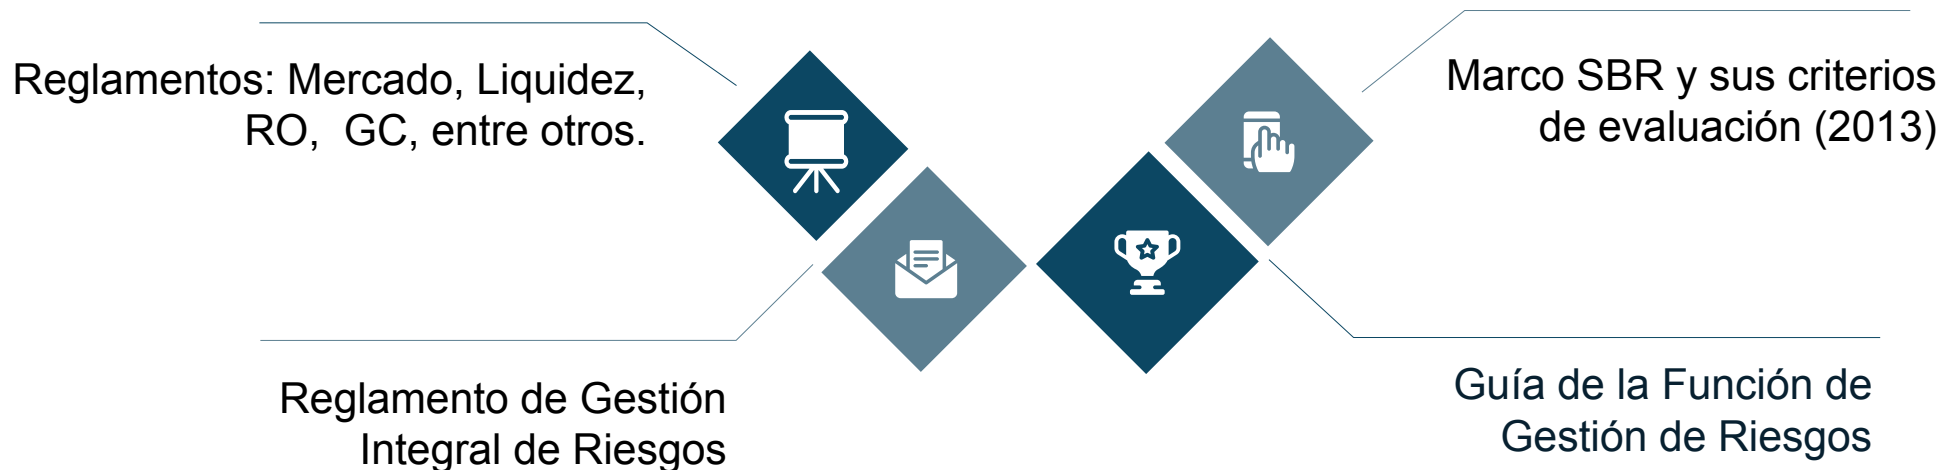 Reglamentos: Mercado, Liquidez,
RO, GC, entre otros.
Reglamento de Gestión
Integral de Riesgos
Marco SBR y sus criterios
de evaluación (2013)
Guía de la Función de
Gestión de Riesgos